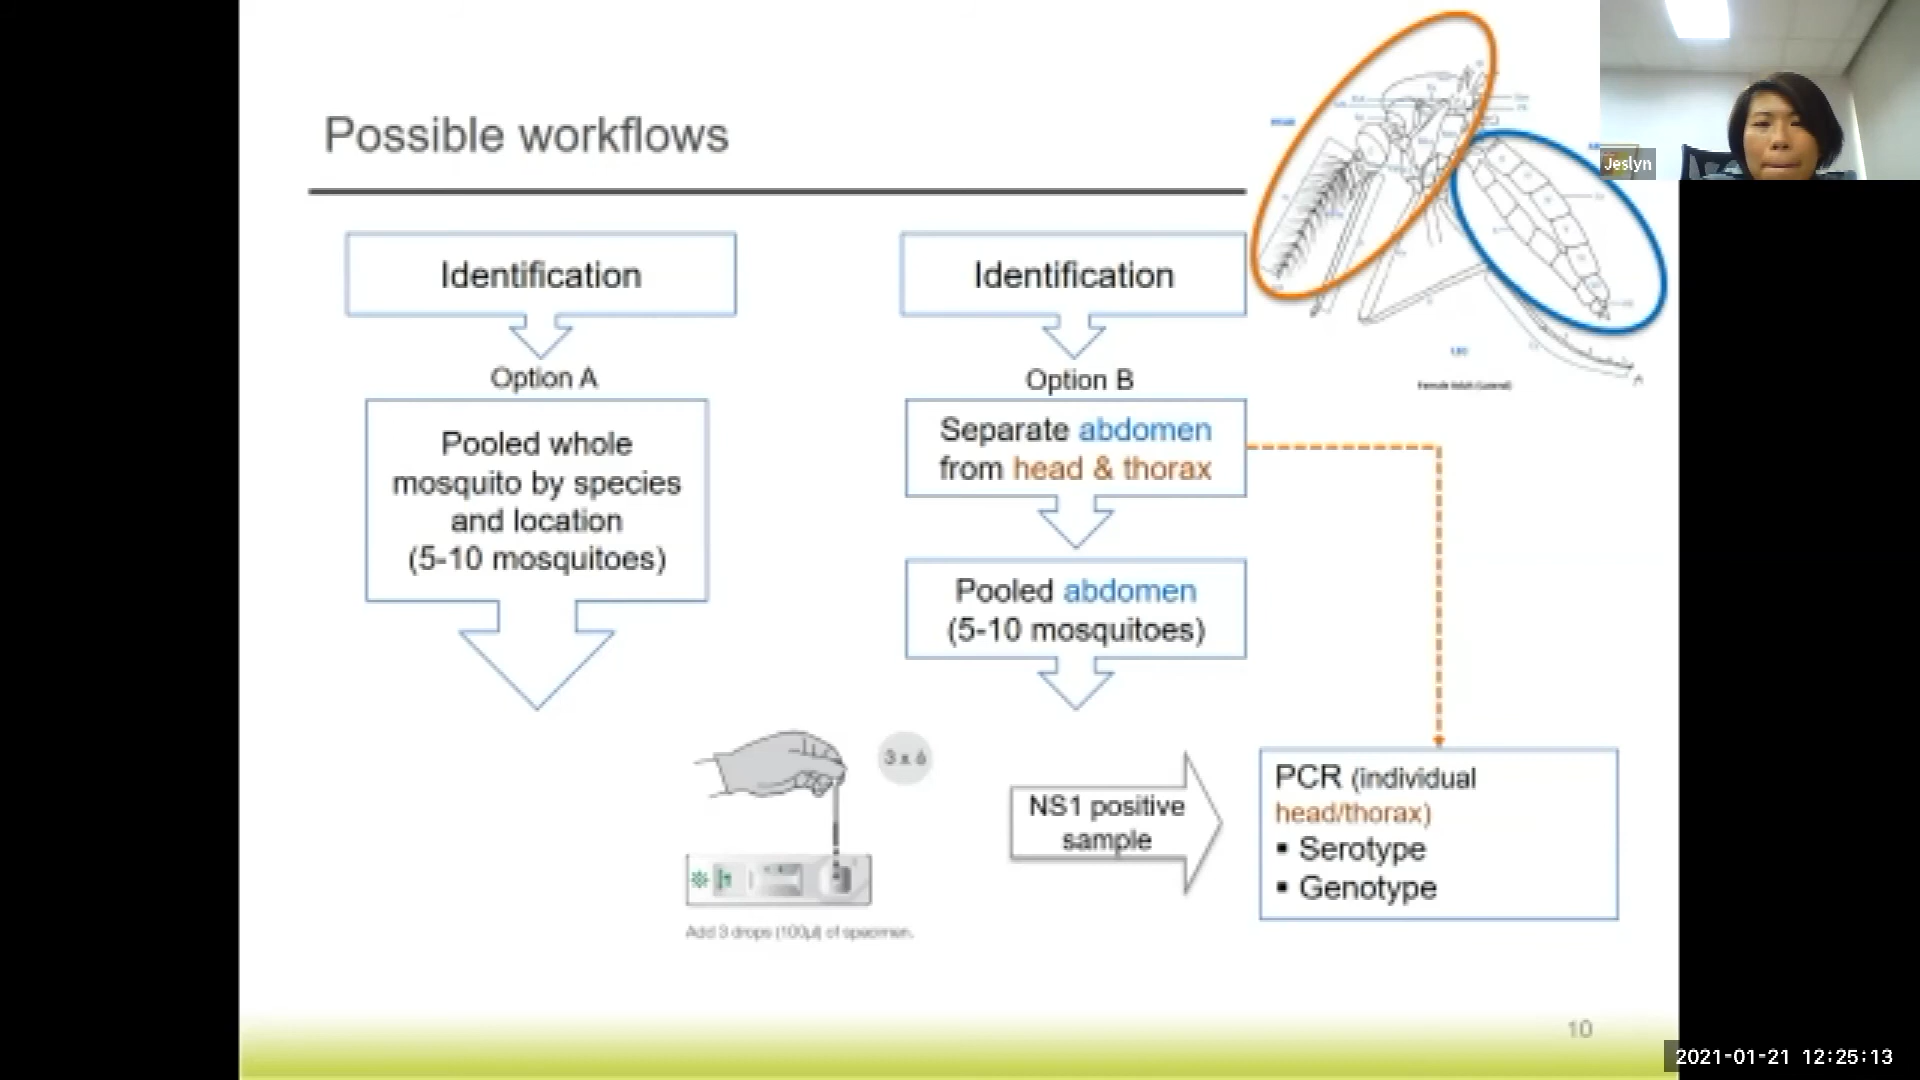 Possible workflows
Jeslyn
Identification
Option A
Pooled whole
mosquito by species
and location
(5-10 mosquitoes)
Identification
Option B
Separate abdomen
from head & thorax
Pooled abdomen
(5-10 mosquitoes)
3 x 6
Add 3 drops (100µl) of specimen.
NS1 positive
sample
PCR (individual
head/thorax)
▪ Serotype
▪ Genotype
10
2021-01-21 12:25:13